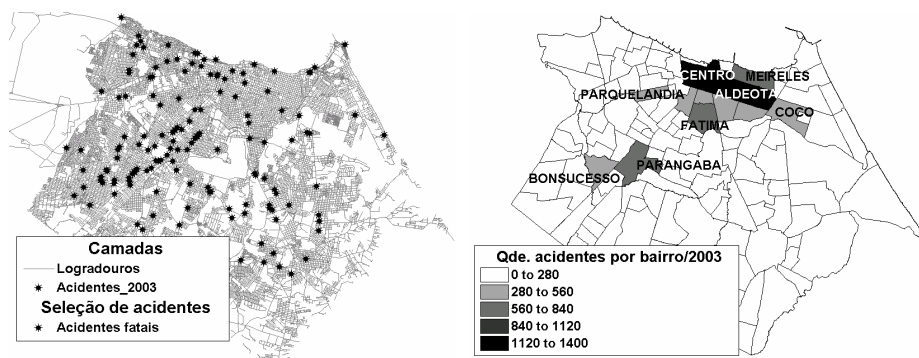 Camadas
Logradouros
Acidentes_2003
Seleção de acidentes
Acidentes fatais
CENTRO
MEIRELES
PARQUELANDIA
ALDEOTA
COCO
FATIMA
PARANGABA
BONSUCESSO
Qde. acidentes por bairro/2003
0 to 280
280 to 560
560 to 840
840 to 1120
1120 to 1400